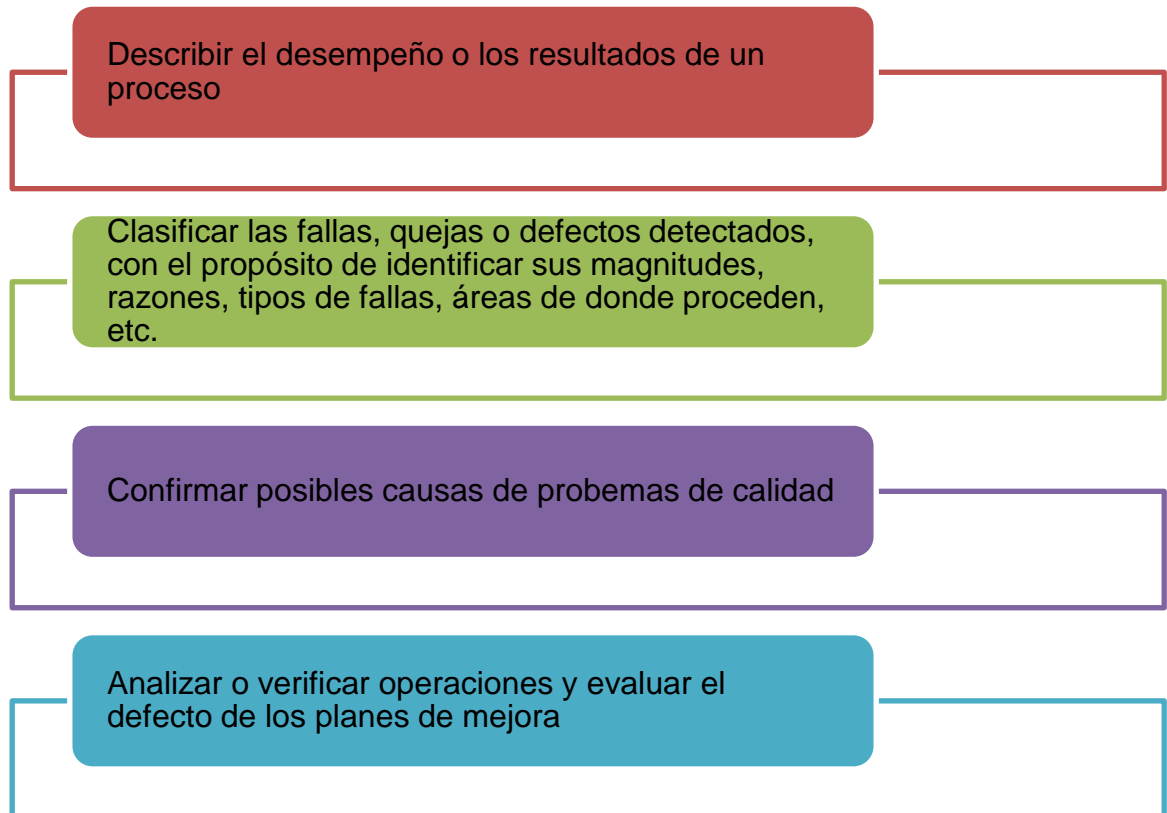 Describir el desempeño o los resultados de un
proceso
Clasificar las fallas, quejas o defectos detectados,
con el propósito de identificar sus magnitudes,
razones, tipos de fallas, áreas de donde proceden,
etc.
Confirmar posibles causas de probemas de calidad
Analizar o verificar operaciones y evaluar el
defecto de los planes de mejora